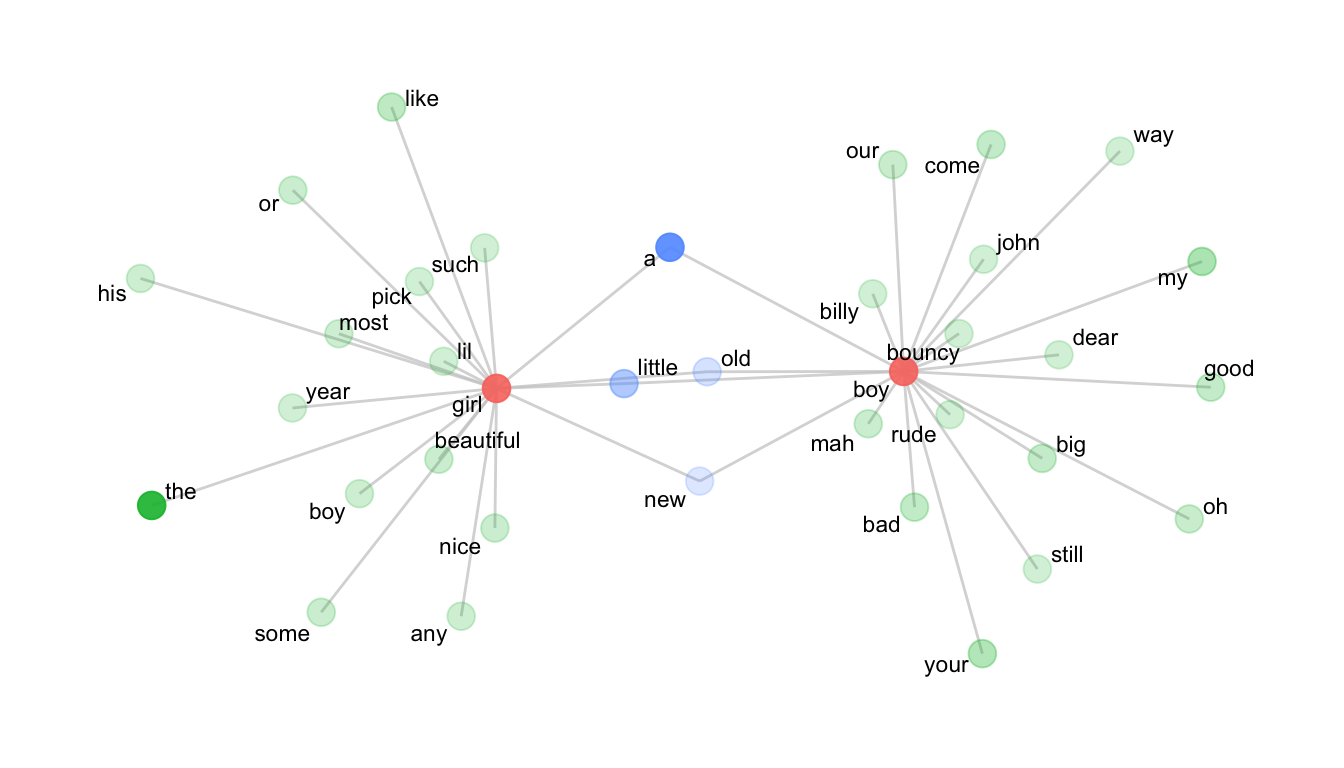 like
way
our
come
or
john
a
such
my
his
pick
billy
most
dear
lil
bouncy
old
little
good
year
boy
girl
beautiful
rude
mah
big
the
new
oh
boy
bad
nice
still
some
any
your